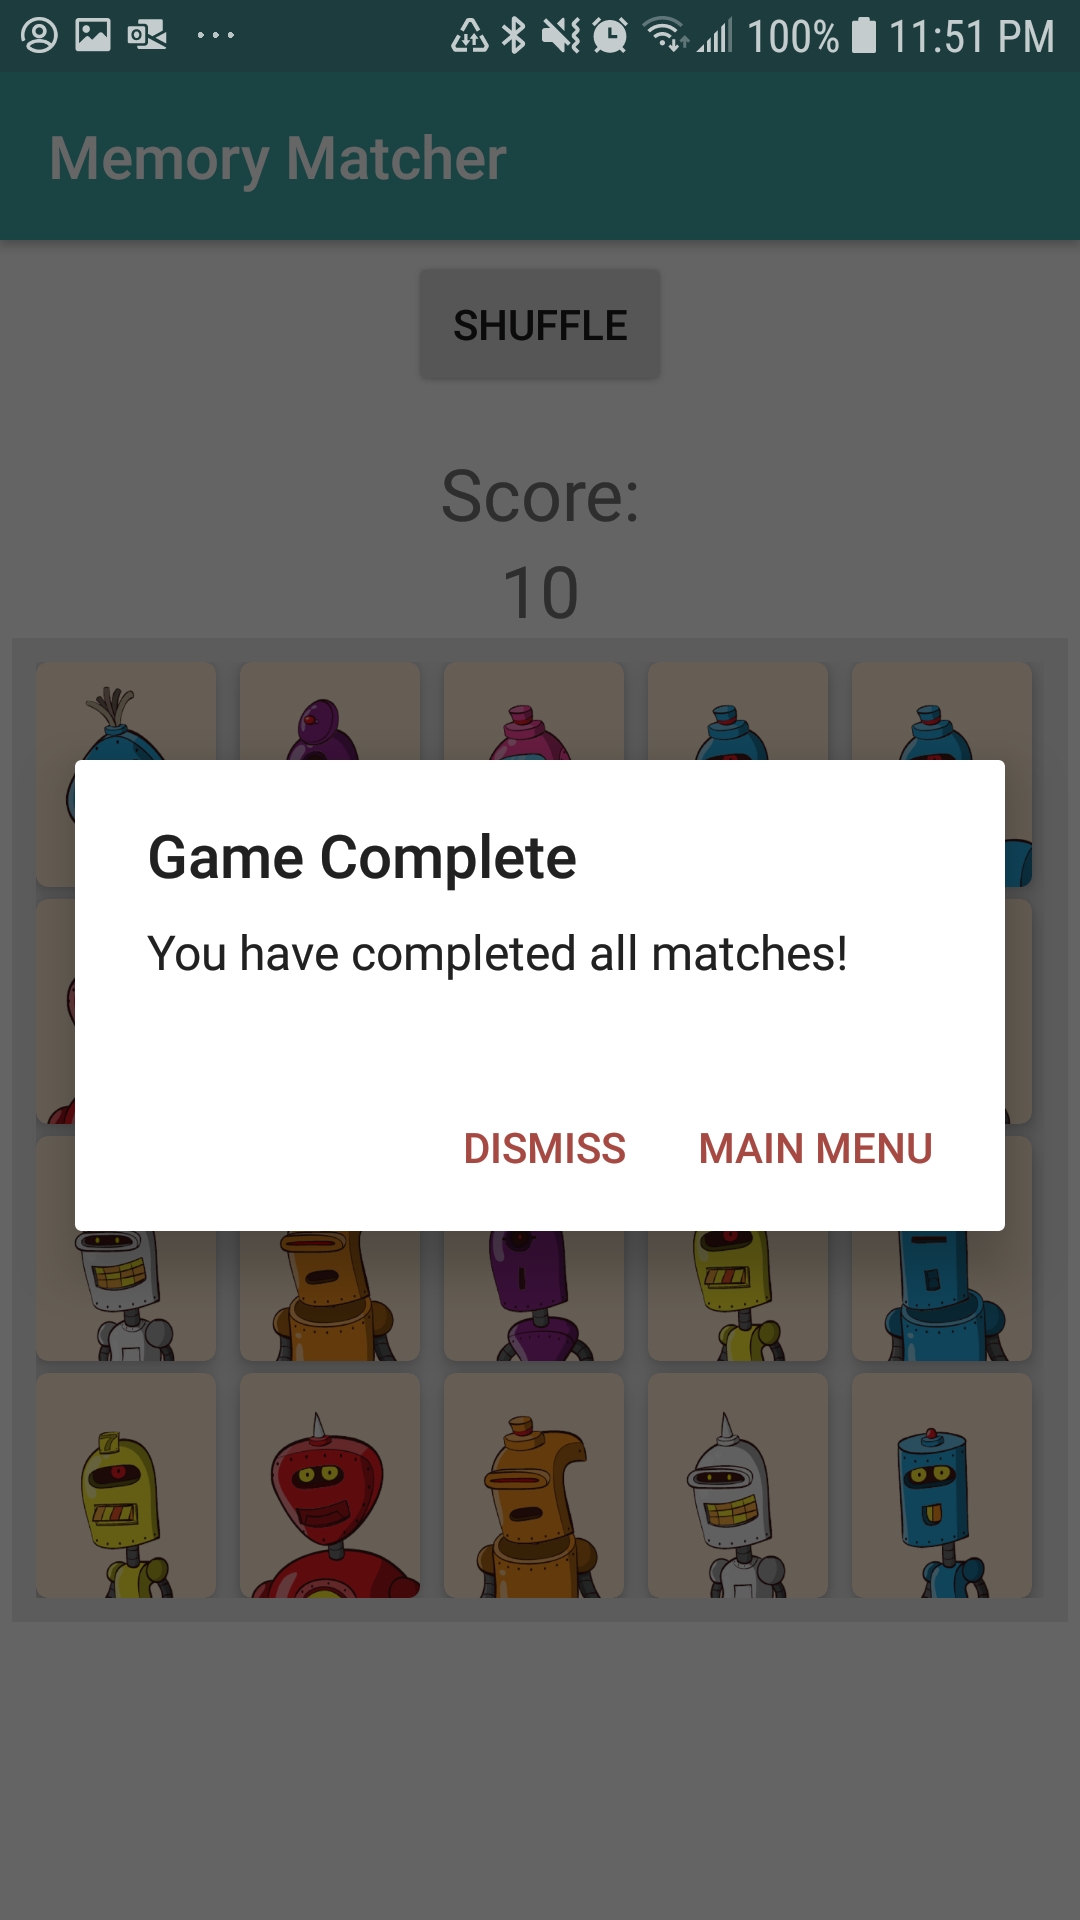 100% 11:51 PM
Memory Matcher
SHUFFLE
Score:
10
Game Complete
You have completed all matches!
DISMISS MAIN MENU
7